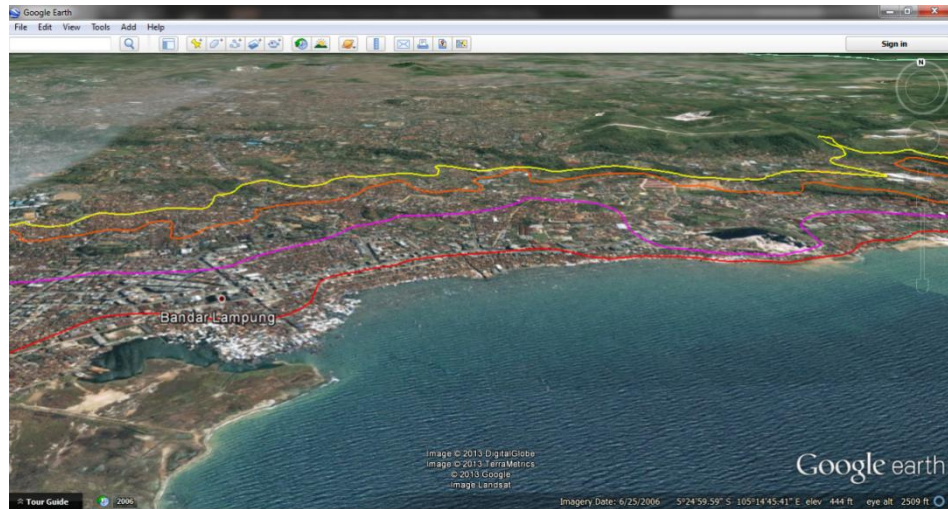 Google Earth
File Edit View Tools Add Help
Sign in
N
Bandar Lampung
Image © 2013 DigitalGlobe
Image © 2013 TerraMetrics
© 2013 Google
Image Landsat
Google earth
Tour Guide
2006
Imagery Date: 6/25/2006 5°24'59.59" S 105°14'45.41" E elev 444 ft eye alt 2509 ft